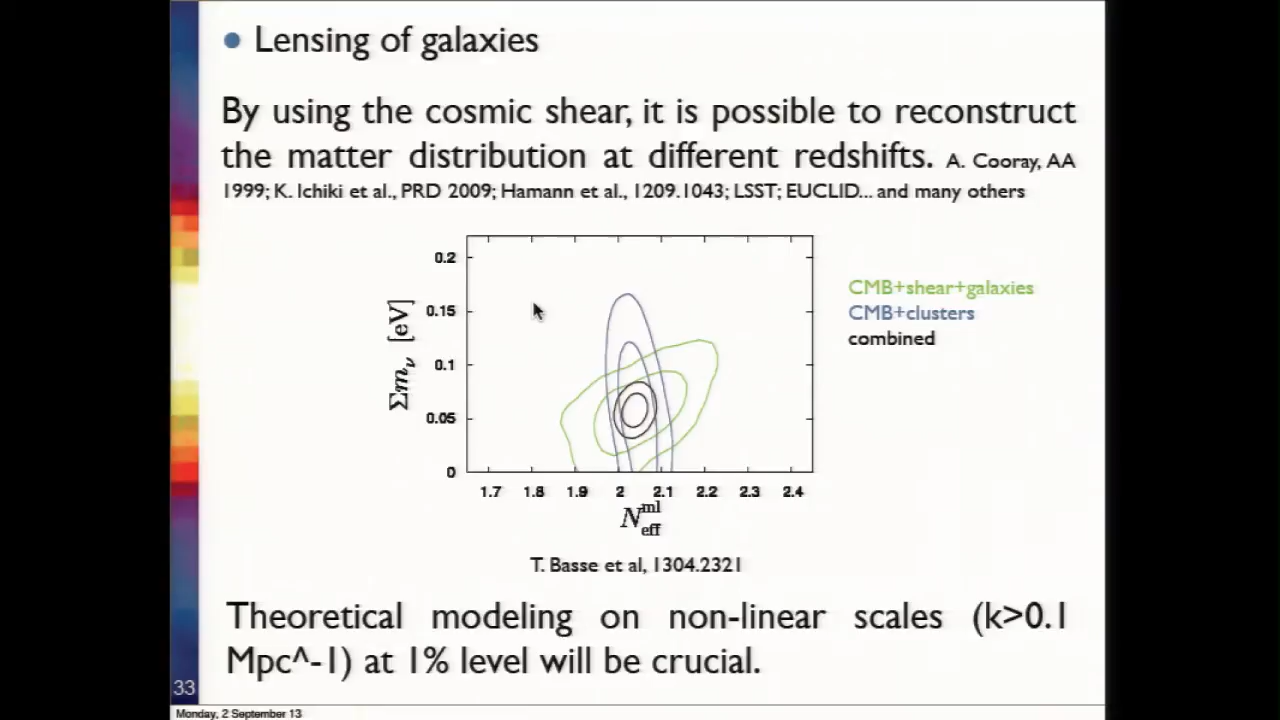 • Lensing of galaxies
By using the cosmic shear, it is possible to reconstruct
the matter distribution at different redshifts. A. Cooray, AA
1999; K. Ichiki et al., PRD 2009; Hamann et al., 1209.1043; LSST; EUCLID... and many others
0.2
0.15
0.1
0.05
0
Σmν [eV]
CMB+shear+galaxies
CMB+clusters
combined
1.7 1.8 1.9 2 2.1 2.2 2.3 2.4
N eff ml
T. Basse et al, 1304.2321
Theoretical modeling on non-linear scales (k>0.1
Mpc^-1) at 1% level will be crucial.
33
Monday, 2 September 13